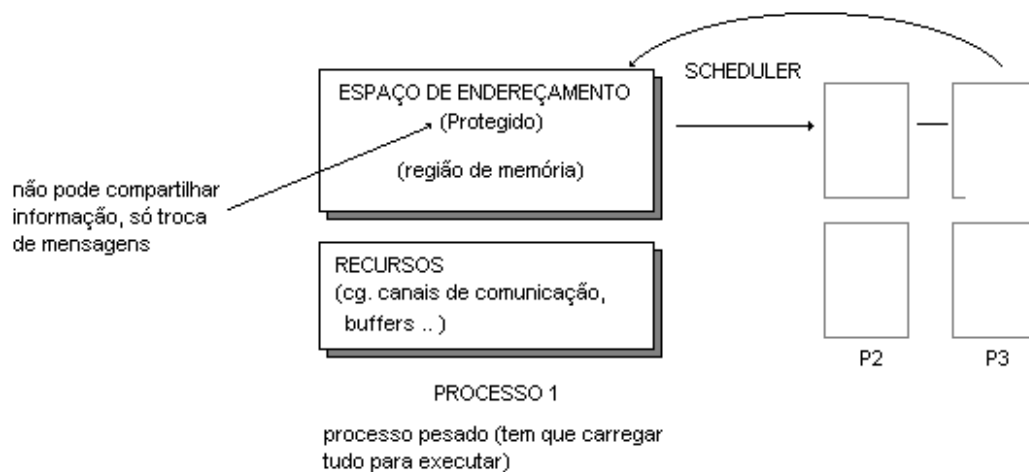 SCHEDULER
ESPAÇO DE ENDEREÇAMENTO
(Protegido)
(região de memória)
não pode compartilhar
informação, só troca
de mensagens
RECURSOS
(cg. canais de comunicação,
buffers .. )
P2
P3
PROCESSO 1
processo pesado (tem que carregar
tudo para executar)